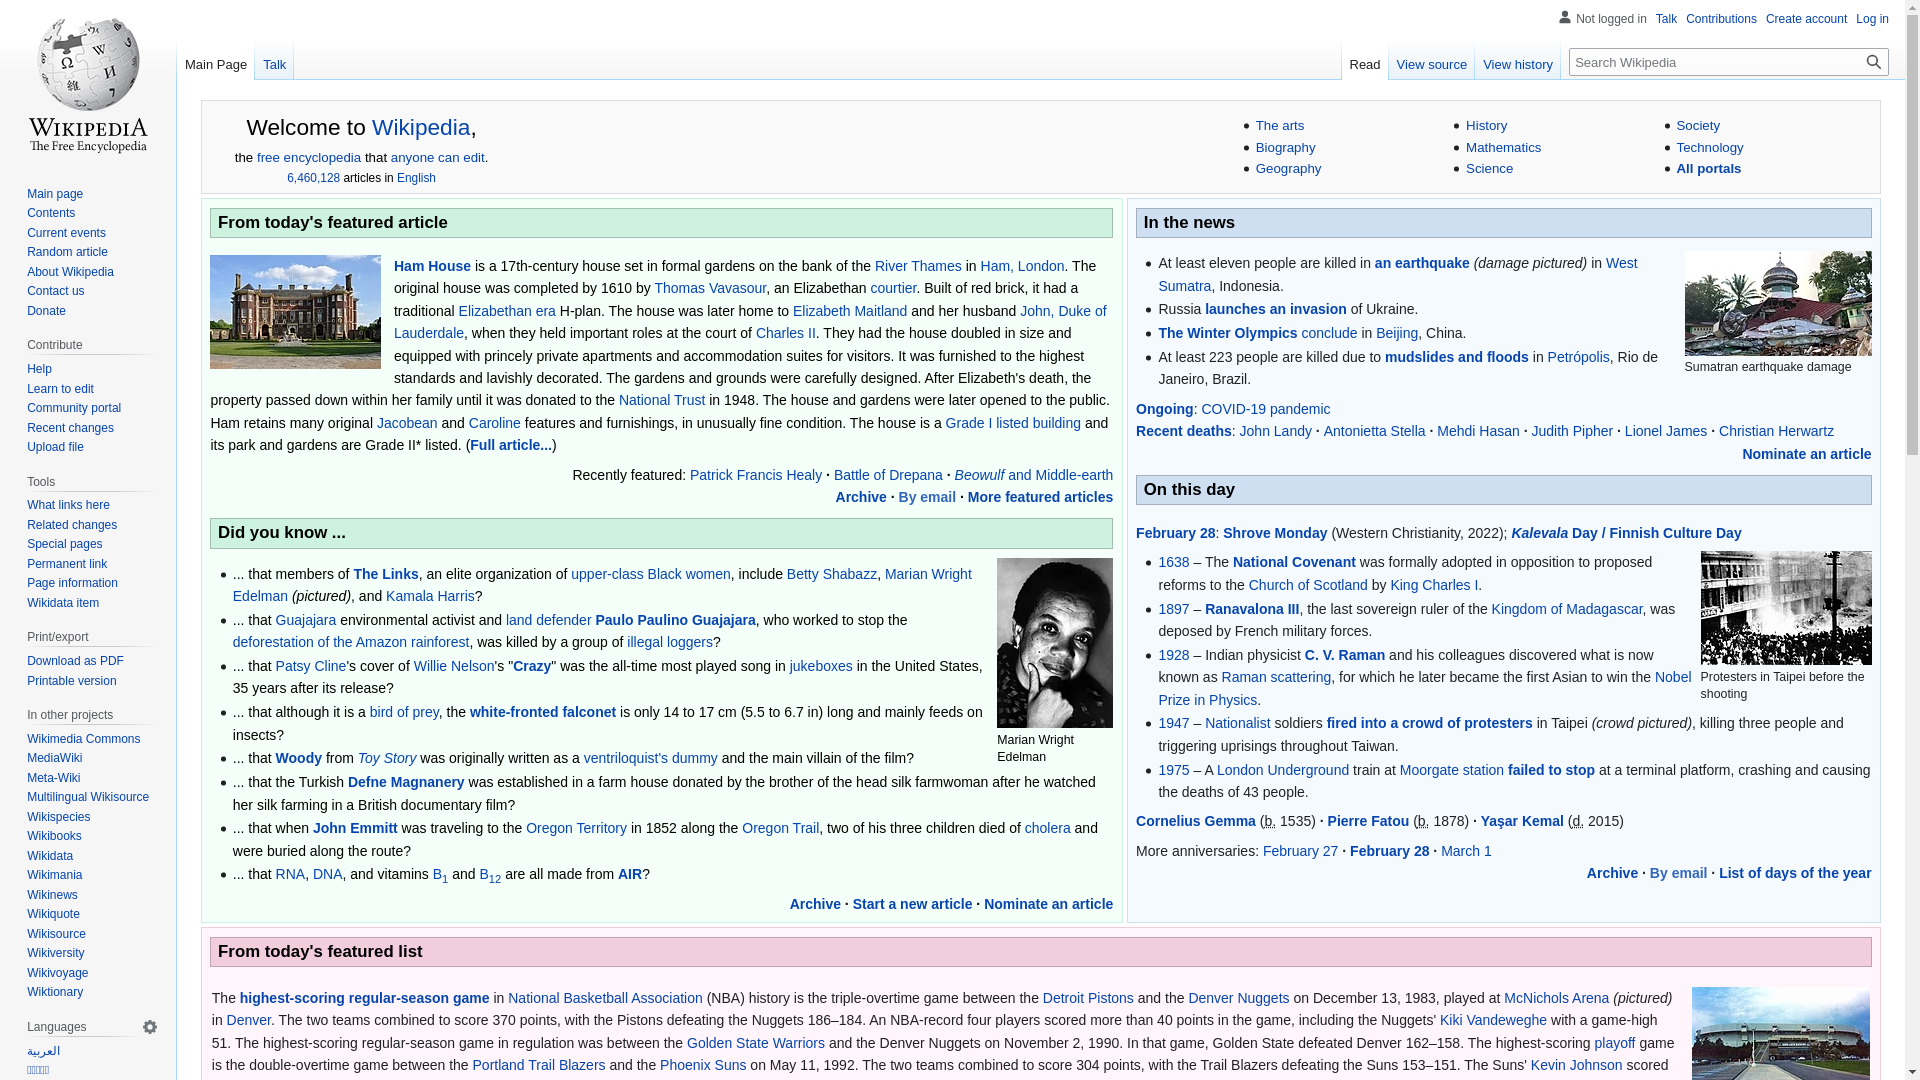 Not logged in Talk Contributions Create account Log in
Main Page Talk Read View source View history Search Wikipedia
WIKIPEDIA
The Free Encyclopedia
Main page
Contents
Current events
Random article
About Wikipedia
Contact us
Donate
Contribute
Help
Learn to edit
Community portal
Recent changes
Upload file
Tools
What links here
Related changes
Special pages
Permanent link
Page information
Wikidata item
Print/export
Download as PDF
Printable version
In other projects
Wikimedia Commons
MediaWiki
Meta-Wiki
Multilingual Wikisource
Wikispecies
Wikibooks
Wikidata
Wikimania
Wikinews
Wikiquote
Wikisource
Wikiversity
Wikivoyage
Wiktionary
Languages
العربية
Welcome to Wikipedia,
the free encyclopedia that anyone can edit.
6,460,128 articles in English
The arts
Biography
Geography
History
Mathematics
Science
Society
Technology
All portals
From today's featured article
Ham House is a 17th-century house set in formal gardens on the bank of the River Thames in Ham, London. The
original house was completed by 1610 by Thomas Vavasour, an Elizabethan courtier. Built of red brick, it had a
traditional Elizabethan era H-plan. The house was later home to Elizabeth Maitland and her husband John, Duke of
Lauderdale, when they held important roles at the court of Charles II. They had the house doubled in size and
equipped with princely private apartments and accommodation suites for visitors. It was furnished to the highest
standards and lavishly decorated. The gardens and grounds were carefully designed. After Elizabeth's death, the
property passed down within her family until it was donated to the National Trust in 1948. The house and gardens were later opened to the public.
Ham retains many original Jacobean and Caroline features and furnishings, in unusually fine condition. The house is a Grade I listed building and
its park and gardens are Grade II* listed. (Full article...)
Recently featured: Patrick Francis Healy · Battle of Drepana · Beowulf and Middle-earth
Archive · By email · More featured articles
Did you know ...
... that members of The Links, an elite organization of upper-class Black women, include Betty Shabazz, Marian Wright
Edelman (pictured), and Kamala Harris?
... that Guajajara environmental activist and land defender Paulo Paulino Guajajara, who worked to stop the
deforestation of the Amazon rainforest, was killed by a group of illegal loggers?
... that Patsy Cline's cover of Willie Nelson's "Crazy" was the all-time most played song in jukeboxes in the United States,
35 years after its release?
... that although it is a bird of prey, the white-fronted falconet is only 14 to 17 cm (5.5 to 6.7 in) long and mainly feeds on
insects?
... that Woody from Toy Story was originally written as a ventriloquist's dummy and the main villain of the film?
... that the Turkish Defne Magnanery was established in a farm house donated by the brother of the head silk farmwoman after he watched
her silk farming in a British documentary film?
... that when John Emmitt was traveling to the Oregon Territory in 1852 along the Oregon Trail, two of his three children died of cholera and
were buried along the route?
... that RNA, DNA, and vitamins B1 and B12 are all made from AIR?
Marian Wright
Edelman
Archive · Start a new article · Nominate an article
In the news
At least eleven people are killed in an earthquake (damage pictured) in West
Sumatra, Indonesia.
Russia launches an invasion of Ukraine.
The Winter Olympics conclude in Beijing, China.
At least 223 people are killed due to mudslides and floods in Petrópolis, Rio de
Janeiro, Brazil.
Sumatran earthquake damage
Ongoing: COVID-19 pandemic
Recent deaths: John Landy · Antonietta Stella · Mehdi Hasan · Judith Pipher · Lionel James · Christian Herwartz
Nominate an article
On this day
February 28: Shrove Monday (Western Christianity, 2022); Kalevala Day / Finnish Culture Day
1638 – The National Covenant was formally adopted in opposition to proposed
reforms to the Church of Scotland by King Charles I.
1897 – Ranavalona III, the last sovereign ruler of the Kingdom of Madagascar, was
deposed by French military forces.
1928 – Indian physicist C. V. Raman and his colleagues discovered what is now
known as Raman scattering, for which he later became the first Asian to win the Nobel
Prize in Physics.
1947 – Nationalist soldiers fired into a crowd of protesters in Taipei (crowd pictured), killing three people and
triggering uprisings throughout Taiwan.
1975 – A London Underground train at Moorgate station failed to stop at a terminal platform, crashing and causing
the deaths of 43 people.
Protesters in Taipei before the
shooting
Cornelius Gemma (b. 1535) · Pierre Fatou (b. 1878) · Yaşar Kemal (d. 2015)
More anniversaries: February 27 · February 28 · March 1
Archive · By email · List of days of the year
From today's featured list
The highest-scoring regular-season game in National Basketball Association (NBA) history is the triple-overtime game between the Detroit Pistons and the Denver Nuggets on December 13, 1983, played at McNichols Arena (pictured)
in Denver. The two teams combined to score 370 points, with the Pistons defeating the Nuggets 186–184. An NBA-record four players scored more than 40 points in the game, including the Nuggets' Kiki Vandeweghe with a game-high
51. The highest-scoring regular-season game in regulation was between the Golden State Warriors and the Denver Nuggets on November 2, 1990. In that game, Golden State defeated Denver 162–158. The highest-scoring playoff game
is the double-overtime game between the Portland Trail Blazers and the Phoenix Suns on May 11, 1992. The two teams combined to score 304 points, with the Trail Blazers defeating the Suns 153–151. The Suns' Kevin Johnson scored